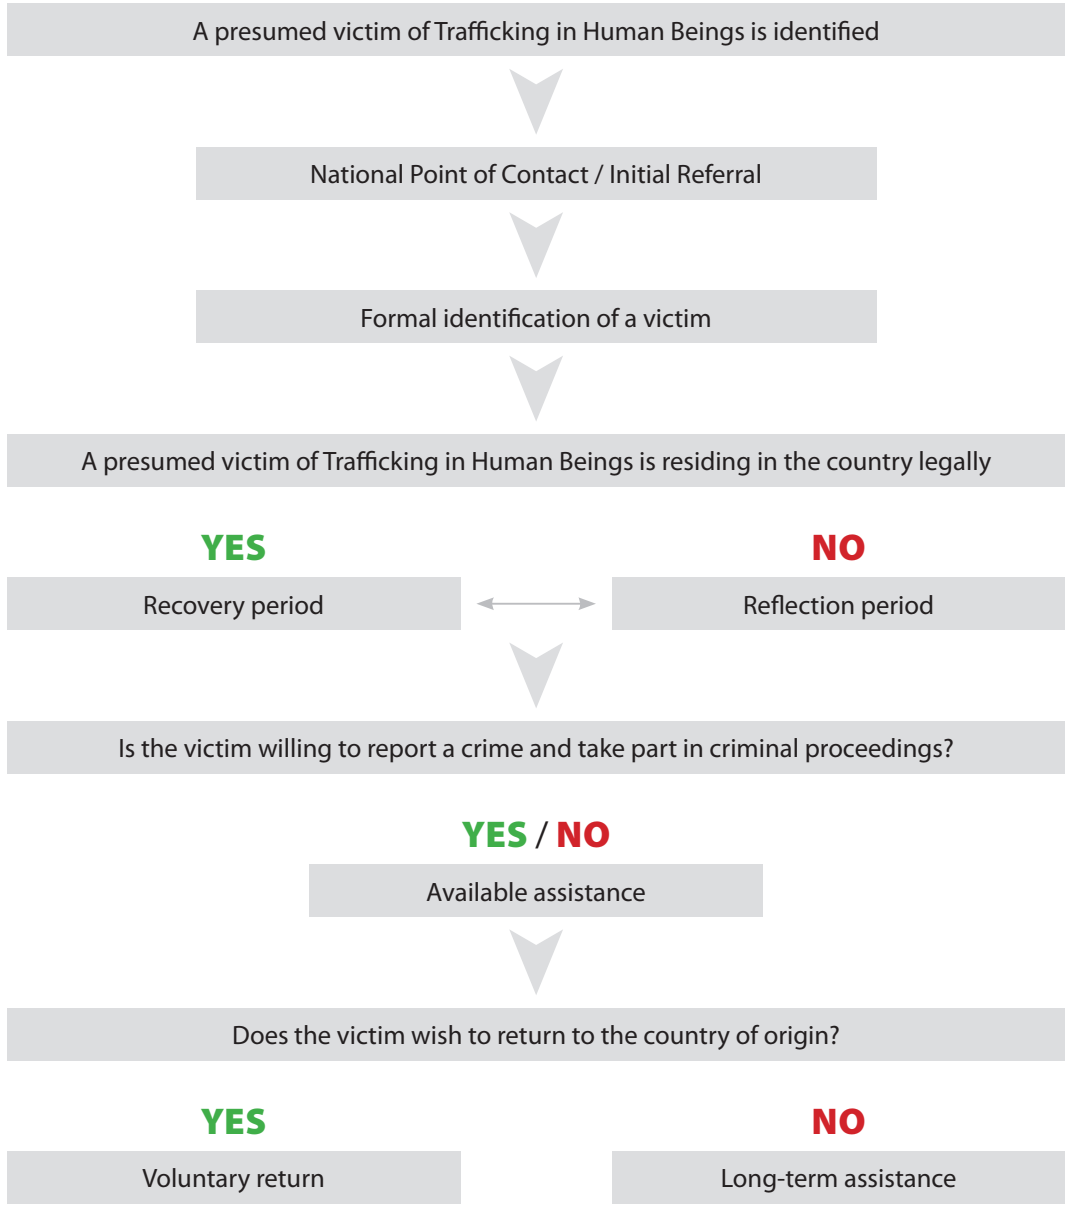 A presumed victim of Trafficking in Human Beings is identified
National Point of Contact / Initial Referral
Formal identification of a victim
A presumed victim of Trafficking in Human Beings is residing in the country legally
YES
NO
Recovery period
Reflection period
Is the victim willing to report a crime and take part in criminal proceedings?
YES / NO
Available assistance
Does the victim wish to return to the country of origin?
YES
NO
Voluntary return
Long-term assistance